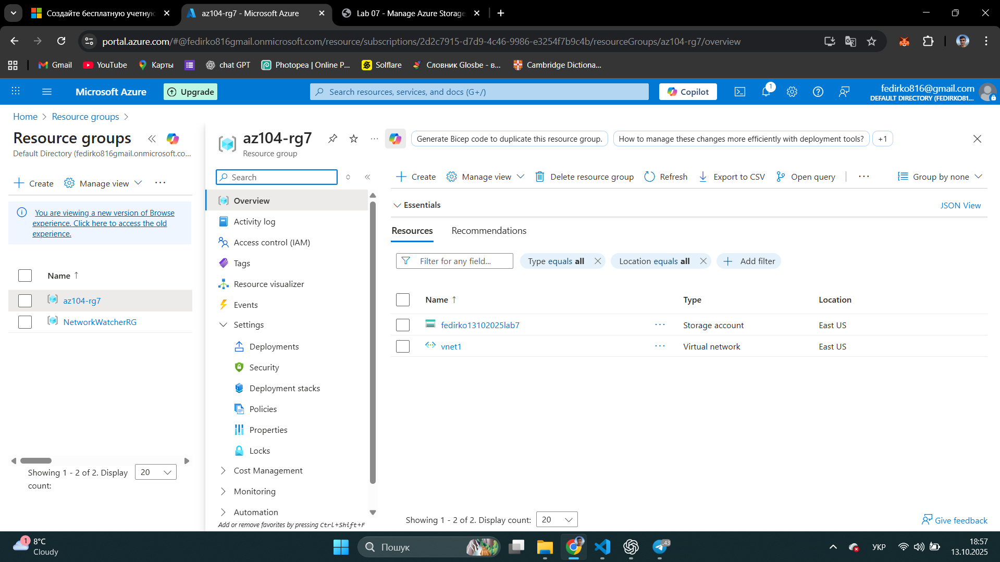 Создайте бесплатную учетную
az104-rg7 - Microsoft Azure
Lab 07 - Manage Azure Storage
portal.azure.com/#@fedirko816gmail.onmicrosoft.com/resource/subscriptions/2d2c7915-d7d9-4c46-9986-e3254f7b9c4b/resourceGroups/az104-rg7/overview
Gmail
YouTube
Карты
chat GPT
Photopea | Online P...
Solflare
Словник Glosbe - в...
Cambridge Dictiona...
Microsoft Azure
Upgrade
Search resources, services, and docs (G+/)
Copilot
1
fedirko816@gmail.com
DEFAULT DIRECTORY (FEDIRKO81...
Home
Resource groups
Resource groups
Default Directory (fedirko816gmail.onmicrosoft.co...
Create
Manage view
You are viewing a new version of Browse
experience. Click here to access the old
experience.
Name ↑
az104-rg7
NetworkWatcherRG
Showing 1 - 2 of 2. Display
count:
20
az104-rg7
Resource group
Generate Bicep code to duplicate this resource group.
How to manage these changes more efficiently with deployment tools?
+1
Search
Overview
Activity log
Access control (IAM)
Tags
Resource visualizer
Events
Settings
Deployments
Security
Deployment stacks
Policies
Properties
Locks
Cost Management
Monitoring
Automation
Add or remove favorites by pressing Ctrl+Shift+F
Create
Manage view
Delete resource group
Refresh
Export to CSV
Open query
Group by none
Essentials
JSON View
Resources
Recommendations
Filter for any field...
Type equals all
Location equals all
Add filter
Name ↑ Type Location
fedirko13102025lab7 Storage account East US
vnet1 Virtual network East US
Showing 1 - 2 of 2. Display count: 20
Give feedback
1
8°C
Cloudy
Пошук
43
УКР
18:57
13.10.2025